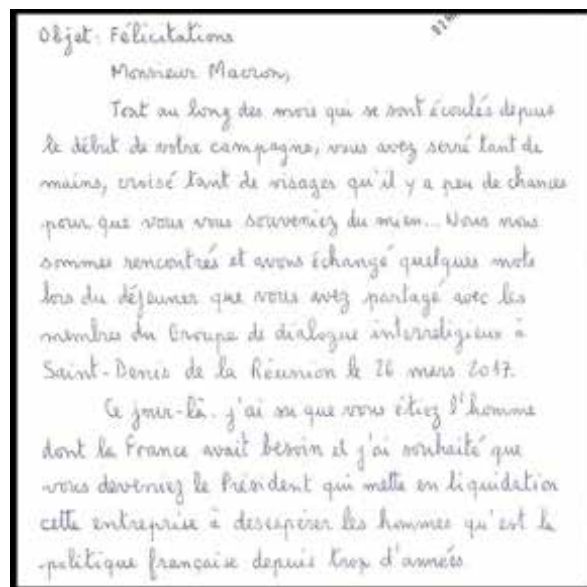 Objet: Félicitations
Monsieur Macron,
Tout au long des mois qui se sont écoulés depuis
le début de votre campagne, vous avez serré tant de
mains, croisé tant de visages qu'il y a peu de chances
pour que vous vous souveniez du mien... Nous nous
sommes rencontrés et avons échangé quelques mots
lors du déjeuner que vous avez partagé avec les
membres du Groupe de dialogue interreligieux à
Saint-Denis de la Réunion le 26 mars 2017.
Ce jour-là, j'ai su que vous étiez l'homme
dont la France avait besoin et j'ai souhaité que
vous deveniez le Président qui mette en liquidation
cette entreprise à desespérer les hommes qu'est la
politique française depuis trop d'années.